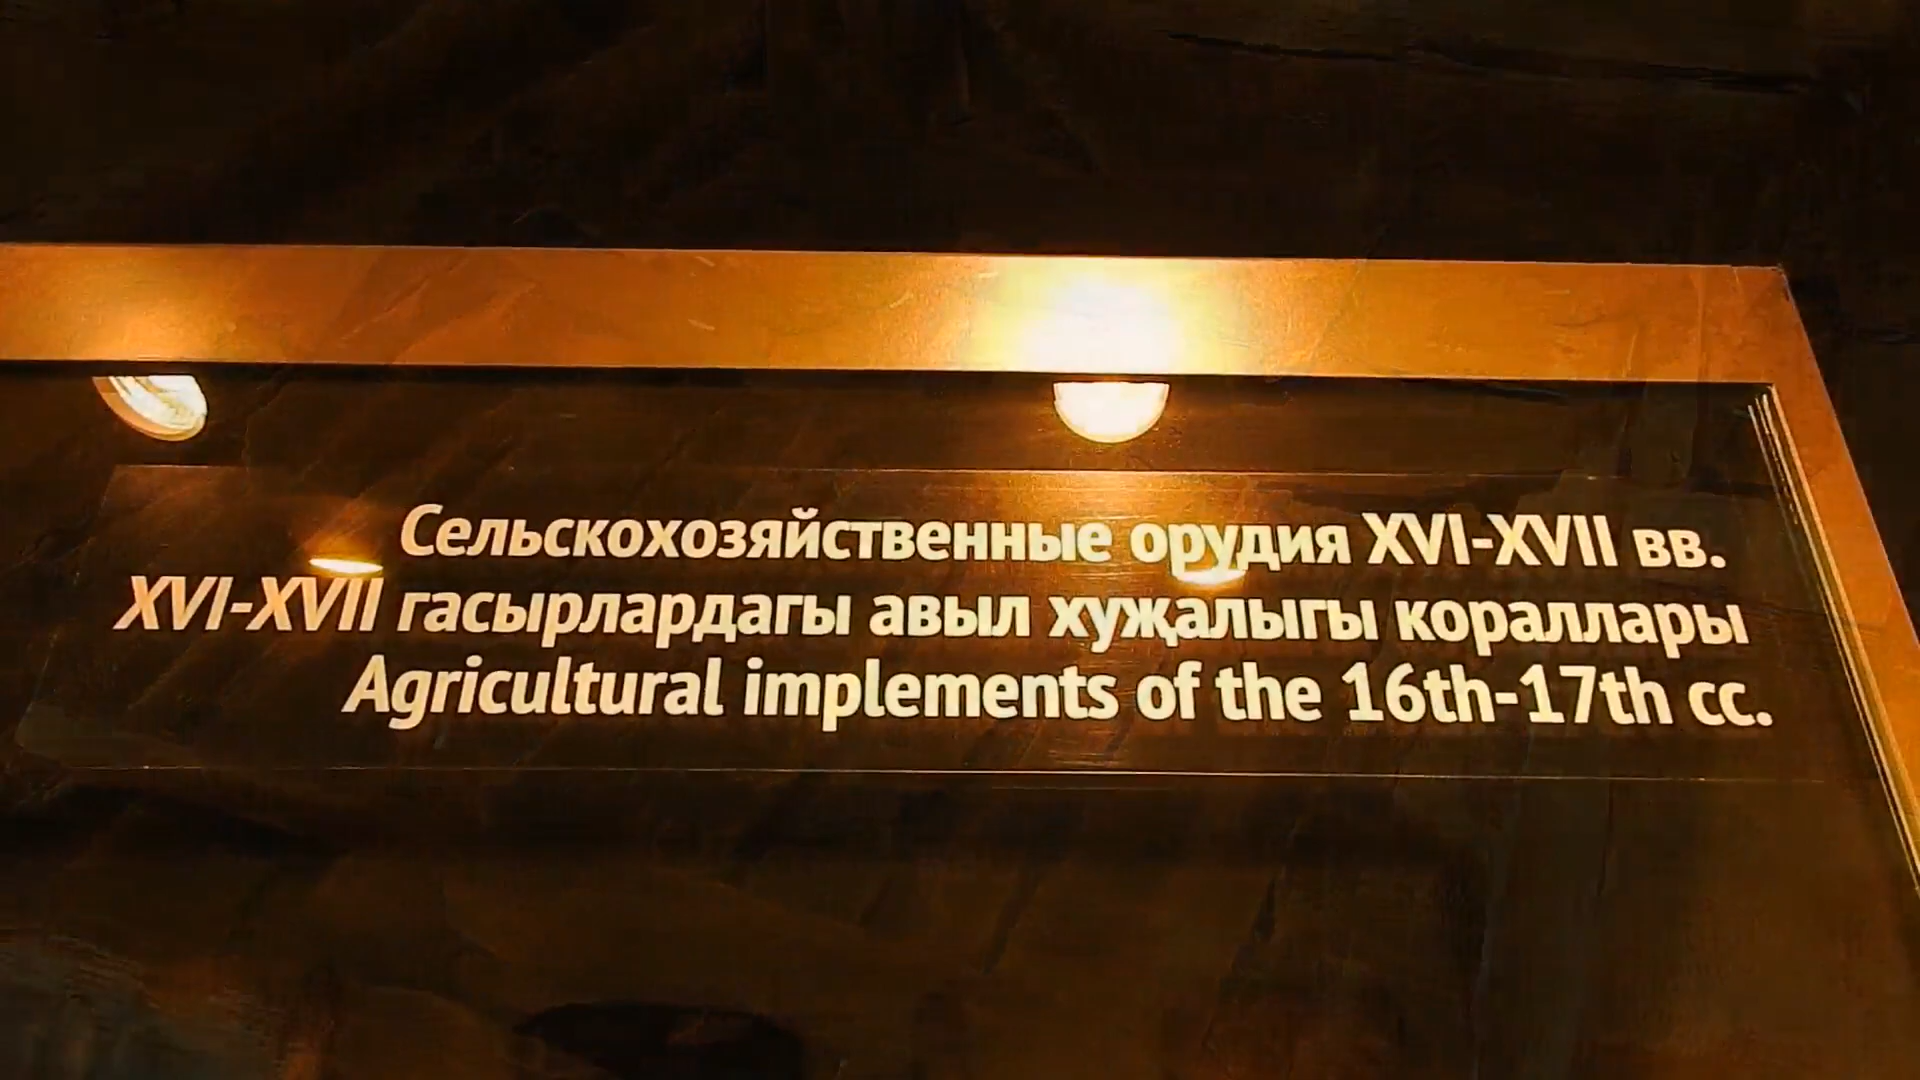 Сельскохозяйственные орудия XVI-XVII вв.
XVI-XVII гасырлардагы авыл хуҗалыгы кораллары
Agricultural implements of the 16th-17th cc.